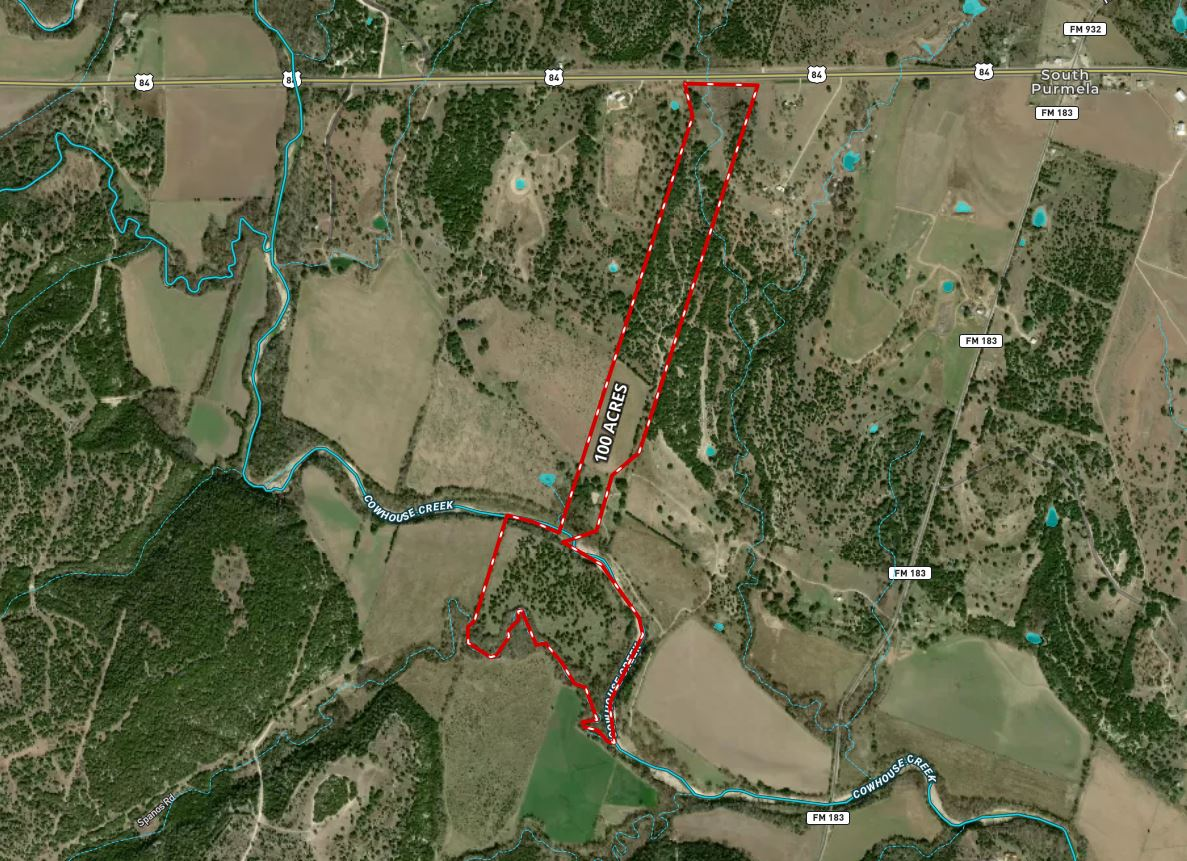 FM 932
84
84
84
84
84
South
Purmela
FM 183
FM 183
100 ACRES
COWHOUSE CREEK
FM 183
COWHOUSE CREEK
COWHOUSE CREEK
Spanos Rd
FM 183